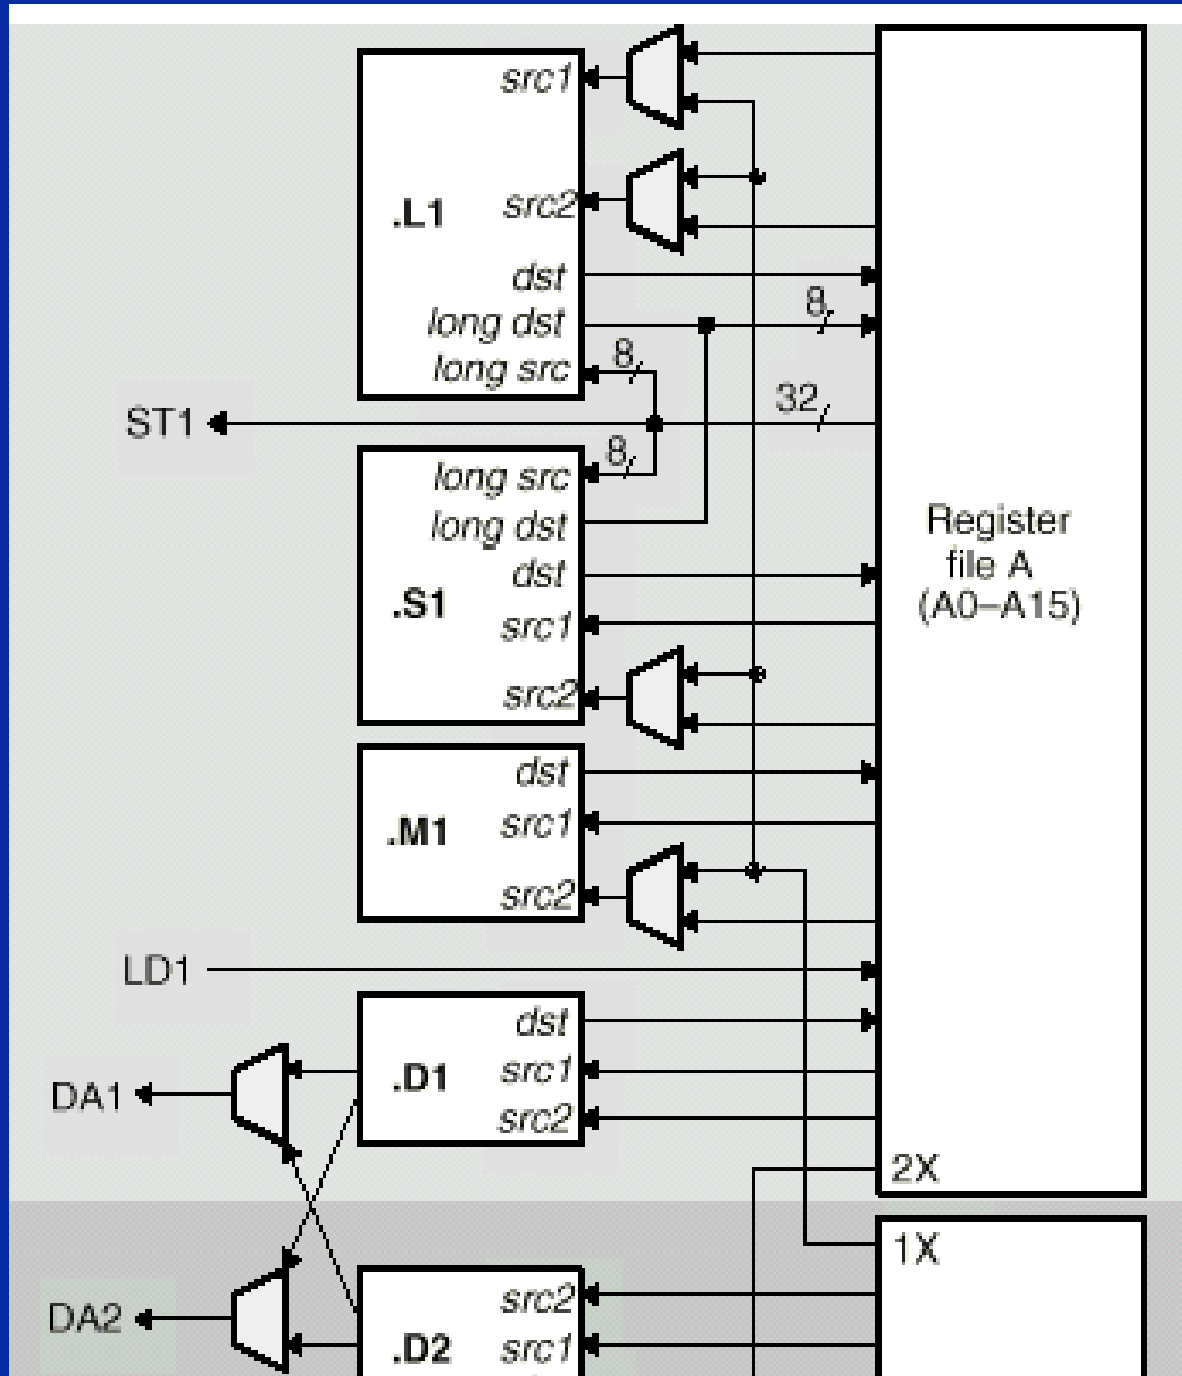 src1
.L1
src2
dst
long dst
8
long src
8
ST1
32
long src
8
long dst
dst
.S1
src1
src2
Register
file A
(A0–A15)
dst
.M1
src1
src2
LD1
dst
.D1
src1
src2
DA1
2X
1X
DA2
src2
.D2
src1